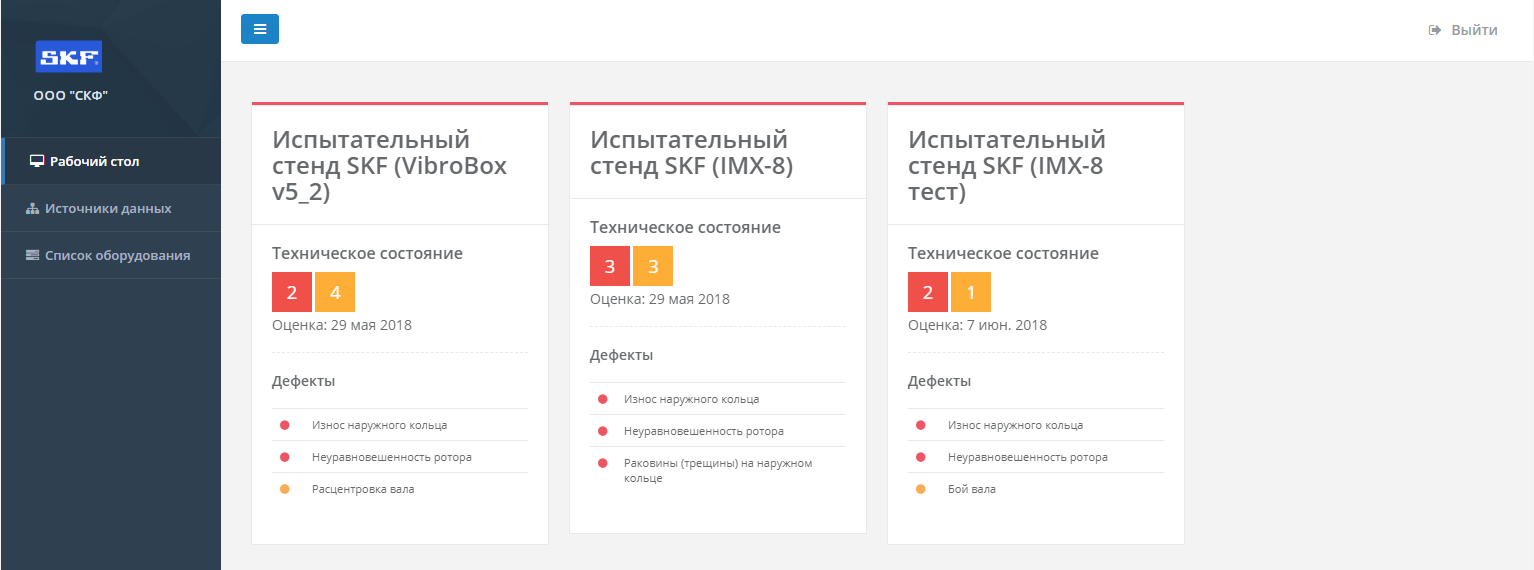 SKF
ООО "СКФ"
Рабочий стол
Источники данных
Список оборудования
Выйти
Испытательный
стенд SKF (VibroBox
v5_2)
Техническое состояние
2 4
Оценка: 29 мая 2018
Дефекты
Износ наружного кольца
Неуравновешенность ротора
Расцентровка вала
Испытательный
стенд SKF (IMX-8)
Техническое состояние
3 3
Оценка: 29 мая 2018
Дефекты
Износ наружного кольца
Неуравновешенность ротора
Раковины (трещины) на наружном
кольце
Испытательный
стенд SKF (IMX-8
тест)
Техническое состояние
2 1
Оценка: 7 июн. 2018
Дефекты
Износ наружного кольца
Неуравновешенность ротора
Бой вала